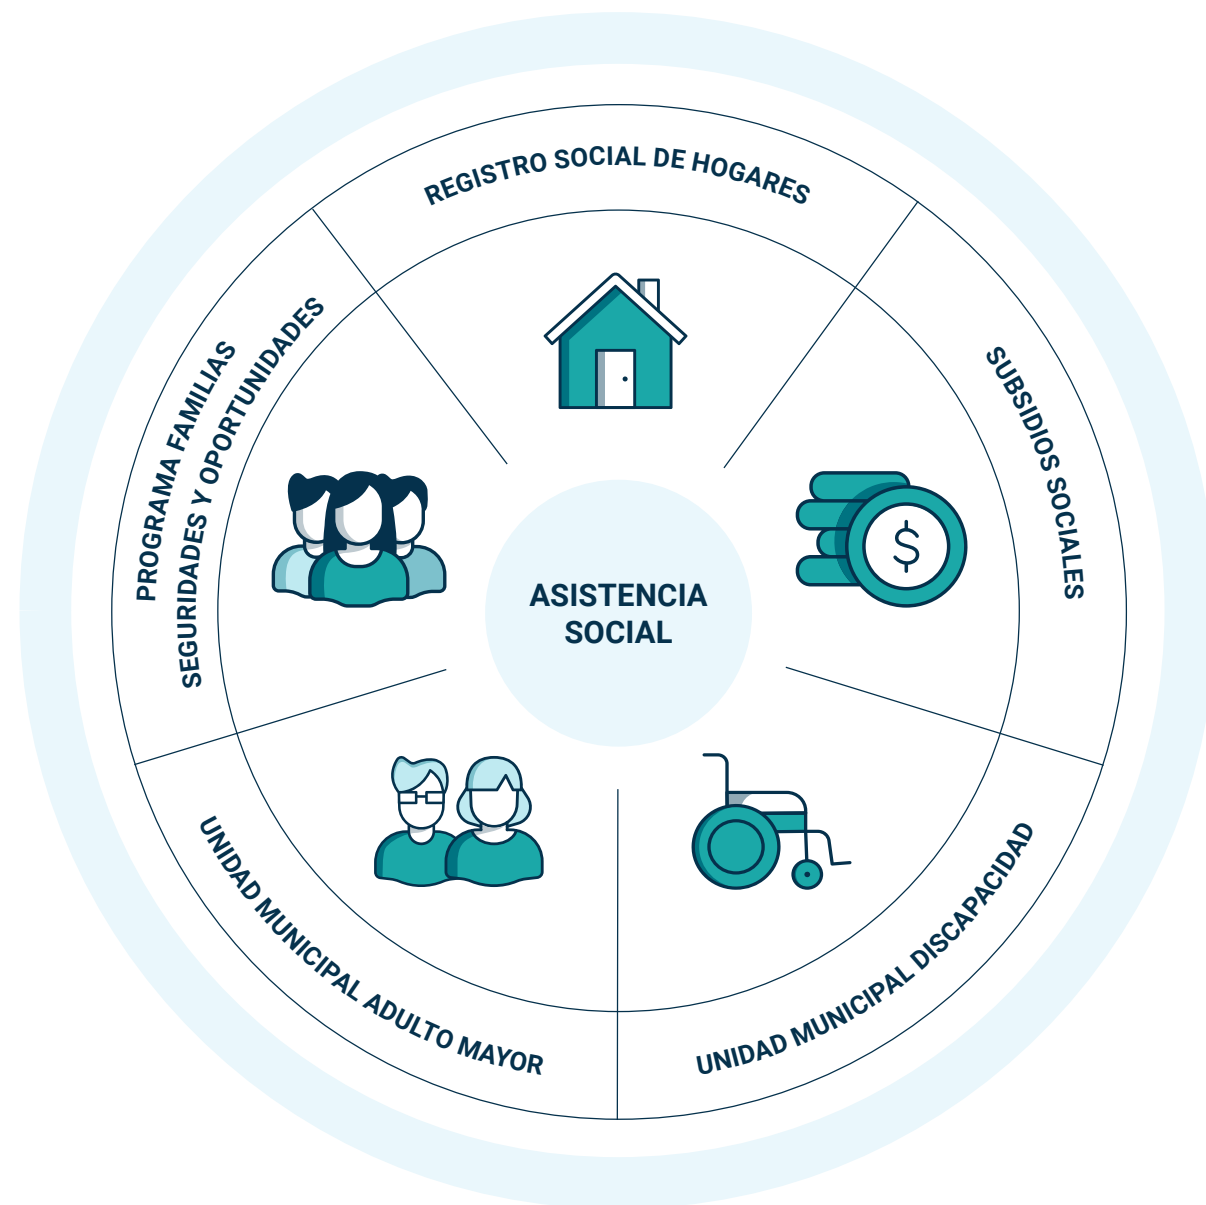 REGISTRO SOCIAL DE HOGARES
SUBSIDIOS SOCIALES
UNIDAD MUNICIPAL DISCAPACIDAD
UNIDAD MUNICIPAL ADULTO MAYOR
PROGRAMA FAMILIAS
SEGURIDADES Y OPORTUNIDADES
$
ASISTENCIA
SOCIAL